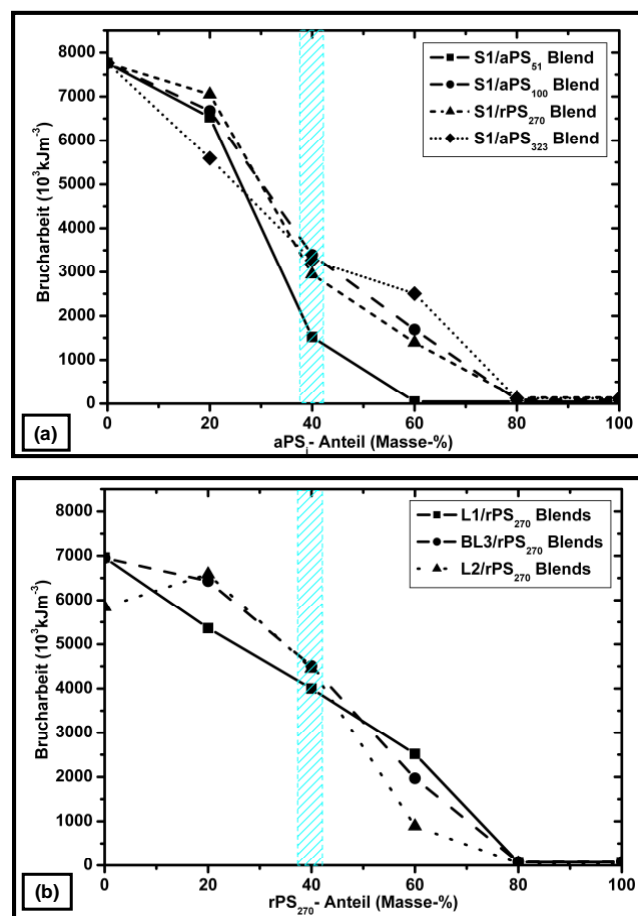 8000
7000
6000
5000
4000
3000
2000
1000
0
Brucharbeit (10³kJm⁻³)
S1/aPS₅₁ Blend
S1/aPS₁₀₀ Blend
S1/rPS₂₇₀ Blend
S1/aPS₃₂₃ Blend
0 20 40 60 80 100
aPSᵢ- Anteil (Masse-%)
(a)
8000
7000
6000
5000
4000
3000
2000
1000
0
Brucharbeit (10³kJm⁻³)
L1/rPS₂₇₀ Blends
BL3/rPS₂₇₀ Blends
L2/rPS₂₇₀ Blends
0 20 40 60 80 100
rPS₂₇₀- Anteil (Masse-%)
(b)